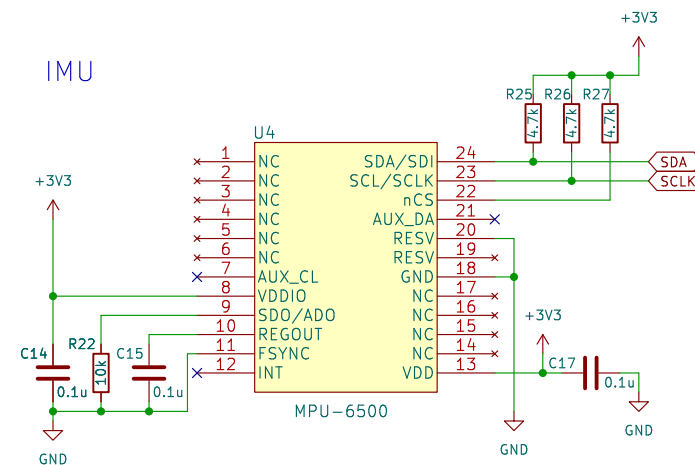 +3V3
IMU
R25 R26 R27
4.7k 4.7k 4.7k
U4
1 NC SDA/SDI 24 SDA
2 NC SCL/SCLK 23 SCLK
+3V3
3 NC nCS 22
4 NC AUX_DA 21
5 NC RESV 20
6 NC RESV 19
7 AUX_CL GND 18
8 VDDIO NC 17
9 SDO/ADO NC 16
+3V3
10 REGOUT NC 15
R22
C14 C15
11 FSYNC NC 14
12 INT VDD 13
C17
10k
0.1u 0.1u 0.1u
MPU-6500
GND
GND
GND